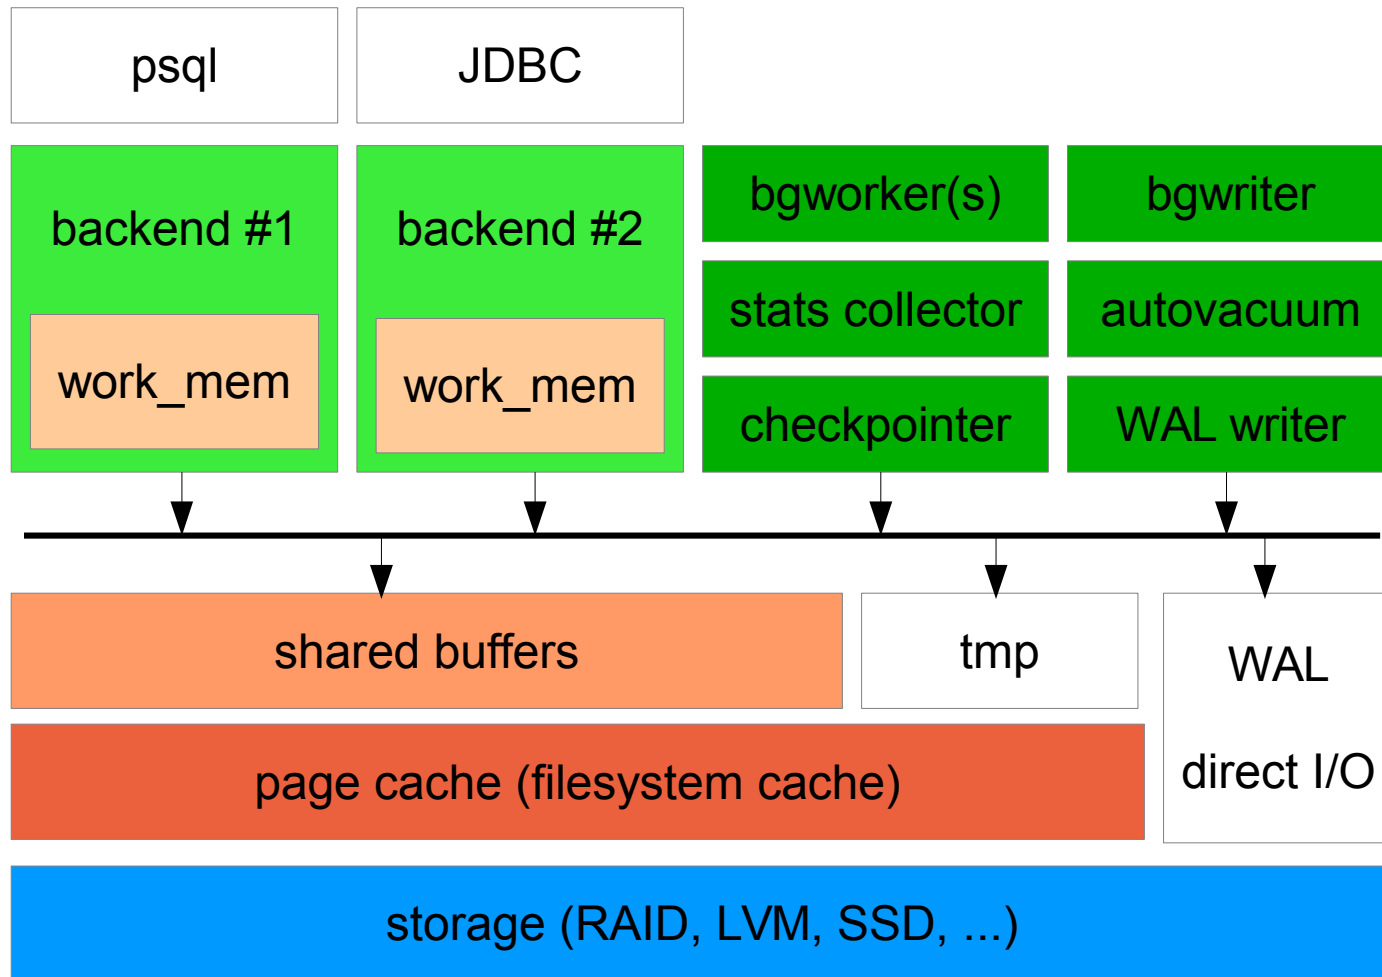 psql
JDBC
backend #1
backend #2
bgworker(s)
bgwriter
stats collector
autovacuum
work_mem
work_mem
checkpointer
WAL writer
shared buffers
tmp
WAL
direct I/O
page cache (filesystem cache)
storage (RAID, LVM, SSD, ...)